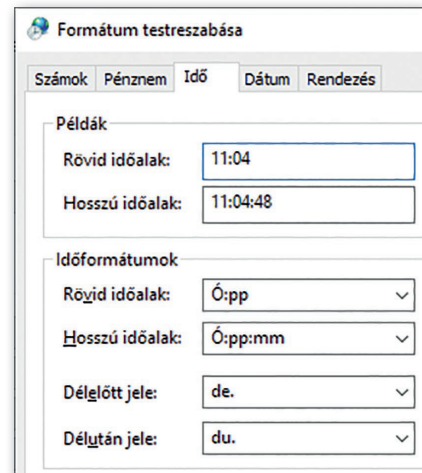 Formátum testreszabása
Számok Pénznem Idő Dátum Rendezés
Példák
Rövid időalak: 11:04
Hosszú időalak: 11:04:48
Időformátumok
Rövid időalak: Ó:pp
Hosszú időalak: Ó:pp:mm
Délelőtt jele: de.
Délután jele: du.